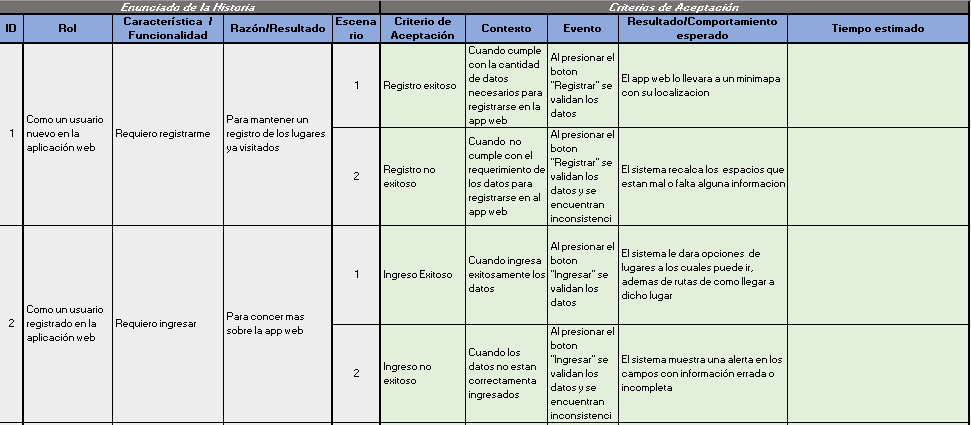 Enunciado de la Historia
Criterios de Aceptación
ID
Rol
Característica /
Funcionalidad
Razón/Resultado
Escena
rio
Criterio de
Aceptación
Contexto
Evento
Resultado/Comportamiento
esperado
Tiempo estimado
1
Como un usuario
nuevo en la
aplicación web
Requiero registrarme
Para mantener un
registro de los lugares
ya visitados
1
Registro exitoso
Cuando cumple
con la cantidad
de datos
necesarios para
registrarse en la
app web
Al presionar el
boton
"Registrar" se
validan los
datos
El app web lo llevara a un minimapa
con su localizacion
2
Registro no
exitoso
Cuando no
cumple con el
requerimiento de
los datos para
registrarse en al
app web
Al presionar el
boton
"Registrar" se
validan los
datos y se
encuentran
inconsistenci
El sistema recalca los espacios que
estan mal o falta alguna informacion
2
Como un usuario
registrado en la
aplicación web
Requiero ingresar
Para concer mas
sobre la app web
1
Ingreso Exitoso
Cuando ingresa
exitosamente los
datos
Al presionar el
boton
"Ingresar" se
validan los
datos
El sistema le dara opciones de
lugares a los cuales puede ir,
ademas de rutas de como llegar a
dicho lugar
2
Ingreso no
exitoso
Cuando los
datos no estan
correctamenta
ingresados
Al presionar el
boton
"Ingresar" se
validan los
datos y se
encuentran
inconsistenci
El sistema muestra una alerta en los
campos con información errada o
incompleta